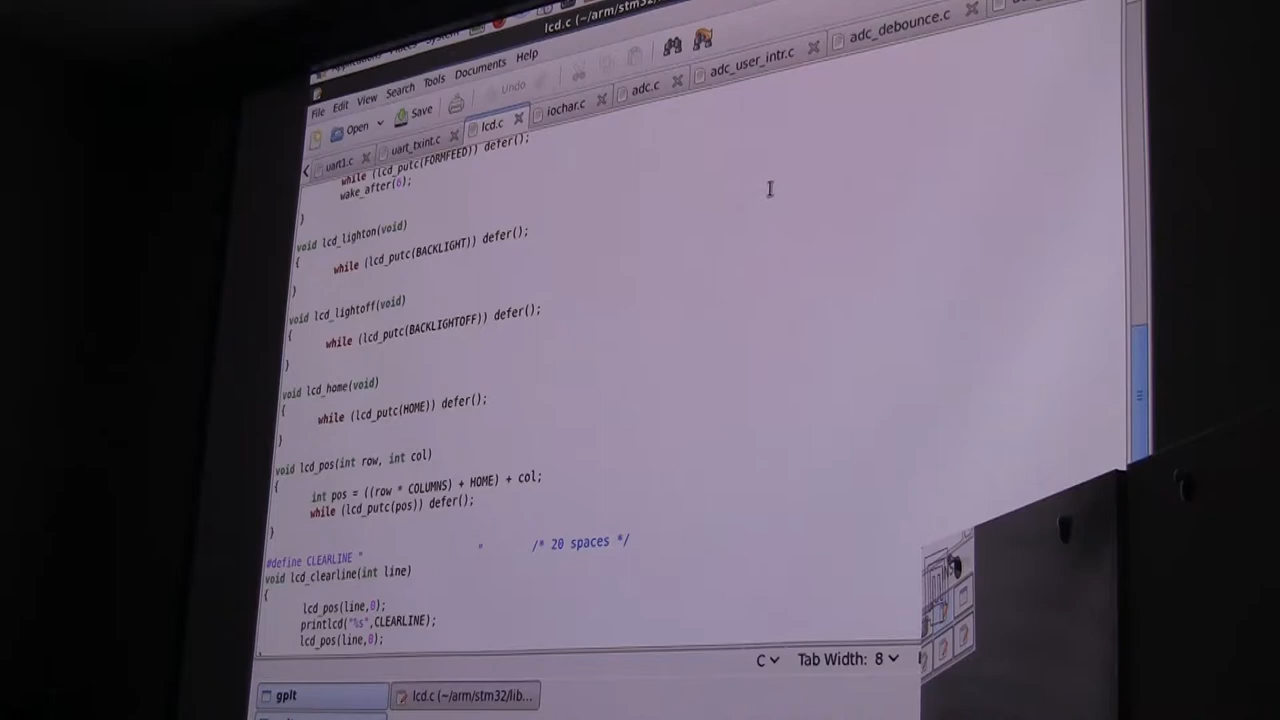 lcd.c (~/arm/stm32/
File Edit View Search Tools Documents Help
Open Save Undo
uart1.c uart_txint.c lcd.c iochar.c adc.c adc_user_intr.c adc_debounce.c
while (lcd_putc(FORMFEED)) defer();
wake_after(6);
}
void lcd_lighton(void)
{
while (lcd_putc(BACKLIGHT)) defer();
}
void lcd_lightoff(void)
{
while (lcd_putc(BACKLIGHTOFF)) defer();
}
void lcd_home(void)
{
while (lcd_putc(HOME)) defer();
}
void lcd_pos(int row, int col)
{
int pos = ((row * COLUMNS) + HOME) + col;
while (lcd_putc(pos)) defer();
}
#define CLEARLINE "                    " /* 20 spaces */
void lcd_clearline(int line)
{
lcd_pos(line,0);
printlcd("%s",CLEARLINE);
lcd_pos(line,0);
C Tab Width: 8
gplt lcd.c (~/arm/stm32/lib...